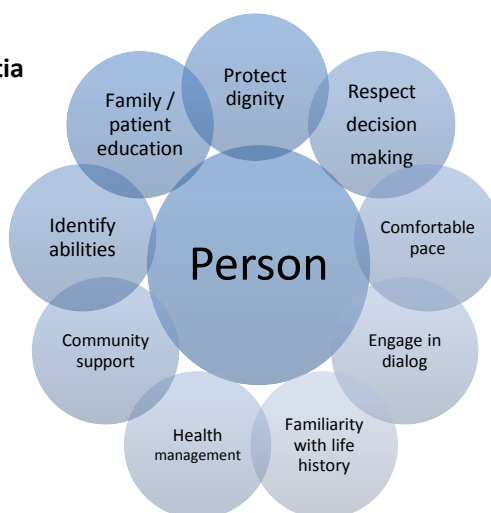 tia
Protect
dignity
Respect
decision
making
Comfortable
pace
Engage in
dialog
Familiarity
with life
history
Health
management
Community
support
Identify
abilities
Family /
patient
education
Person